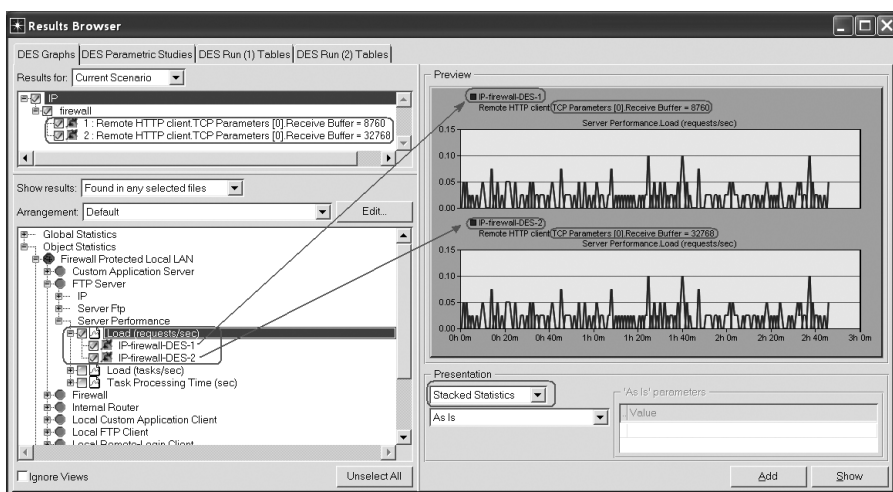 Results Browser
DES Graphs DES Parametric Studies DES Run (1) Tables DES Run (2) Tables
Results for: Current Scenario
IP
firewall
1 : Remote HTTP client.TCP Parameters [0].Receive Buffer = 8760
2 : Remote HTTP client.TCP Parameters [0].Receive Buffer = 32768
Show results: Found in any selected files
Arrangement: Default
Edit...
Global Statistics
Object Statistics
Firewall Protected Local LAN
Custom Application Server
FTP Server
IP
Server Ftp
Server Performance
Load (requests/sec)
IP-firewall-DES-1
IP-firewall-DES-2
Load (tasks/sec)
Task Processing Time (sec)
Firewall
Internal Router
Local Custom Application Client
Local FTP Client
Local Remote-Login Client
Ignore Views
Unselect All
Preview
IP-firewall-DES-1
Remote HTTP client.TCP Parameters [0].Receive Buffer = 8760
Server Performance.Load (requests/sec)
0.15
0.10
0.05
0.00
IP-firewall-DES-2
Remote HTTP client.TCP Parameters [0].Receive Buffer = 32768
Server Performance.Load (requests/sec)
0.15
0.10
0.05
0.00
0h 0m 0h 20m 0h 40m 1h 0m 1h 20m 1h 40m 2h 0m 2h 20m 2h 40m 3h 0m
Presentation
Stacked Statistics
As Is
'As Is' parameters
Value
Add
Show